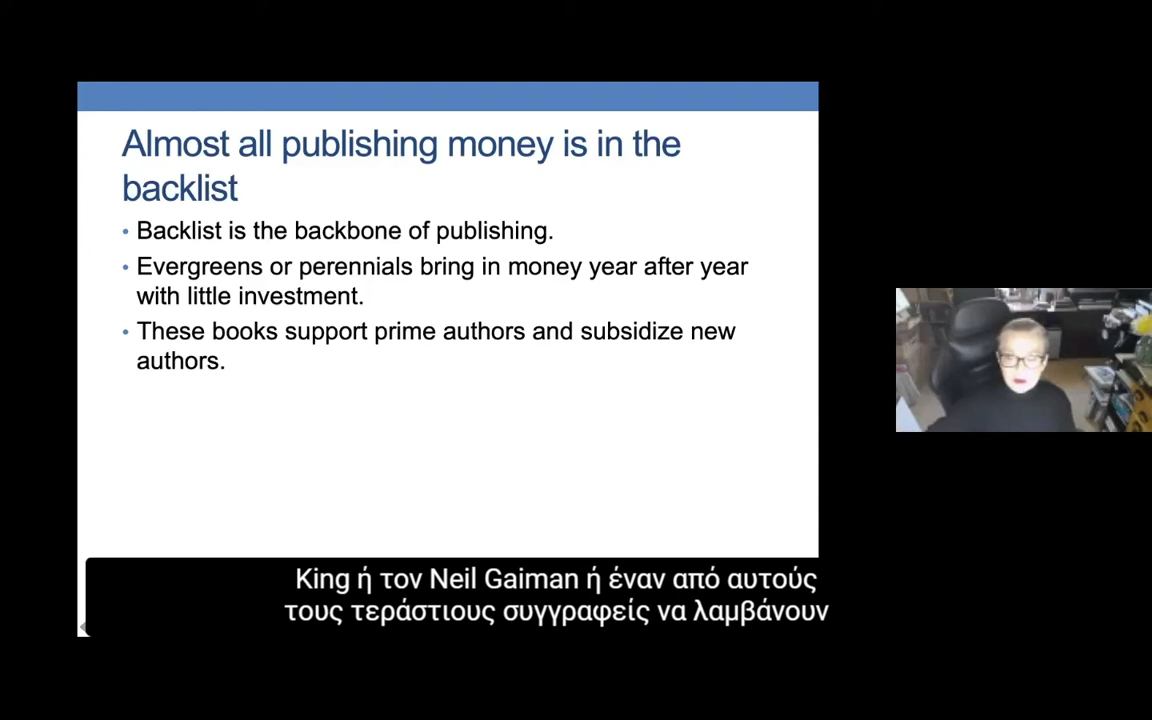 Almost all publishing money is in the
backlist
• Backlist is the backbone of publishing.
• Evergreens or perennials bring in money year after year
with little investment.
• These books support prime authors and subsidize new
authors.
King ή τον Neil Gaiman ή έναν από αυτούς
τους τεράστιους συγγραφείς να λαμβάνουν